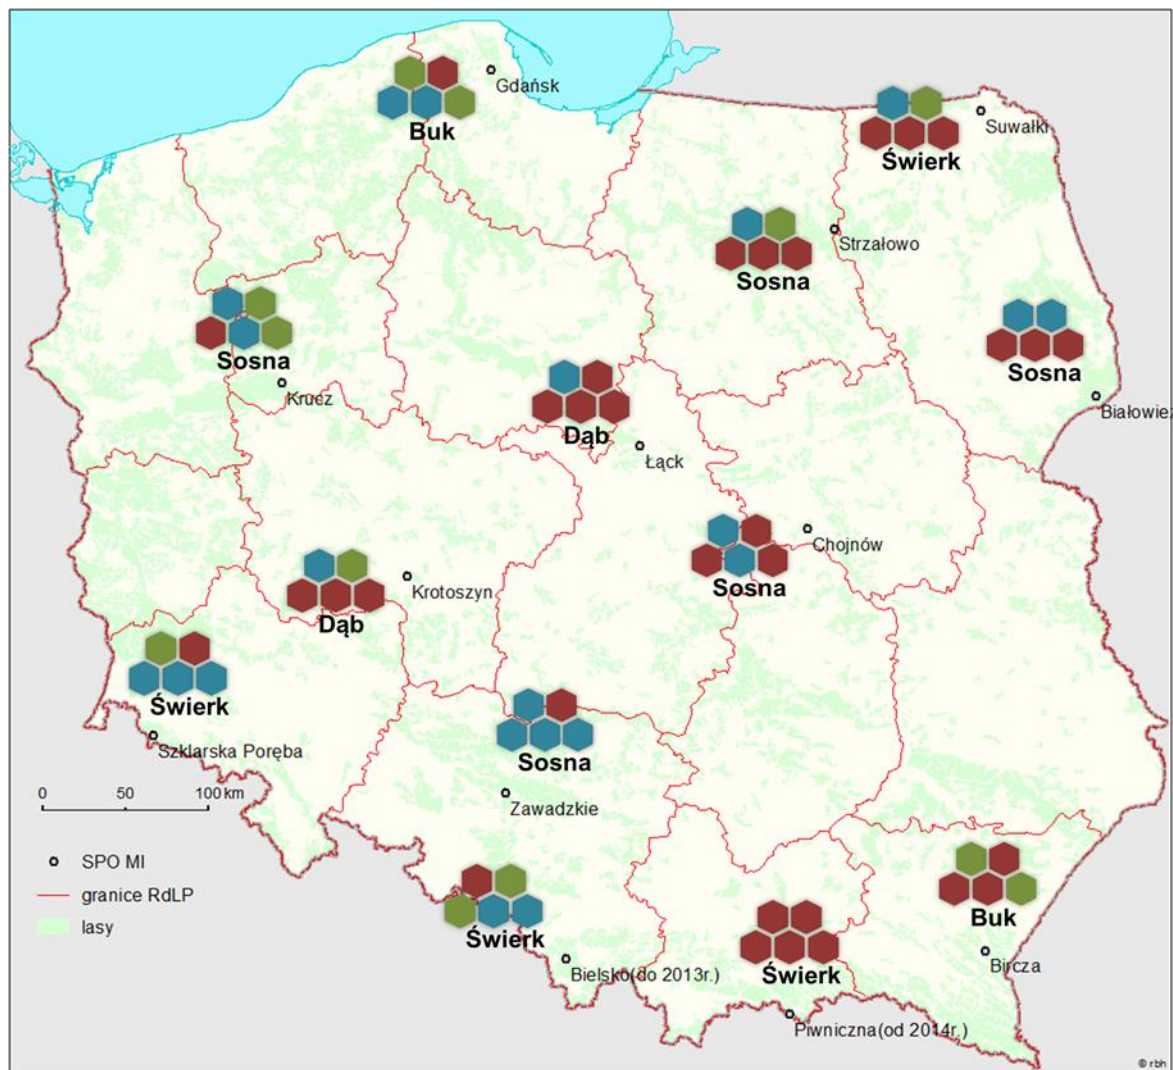 Gdańsk
Buk
Suwałki
Świerk
Strzałowo
Sosna
Sosna
Sosna
Krucz
Białowież
Dąb
Łąck
Chojnów
Sosna
Krotoszyn
Dąb
Świerk
Szklarska Poręba
Sosna
Zawadzkie
0 50 100 km
SPO MI
granice RdLP
lasy
Buk
Świerk
Bircza
Świerk
Bielsko(do 2013r.)
Piwniczna(od 2014r.)
© rbh